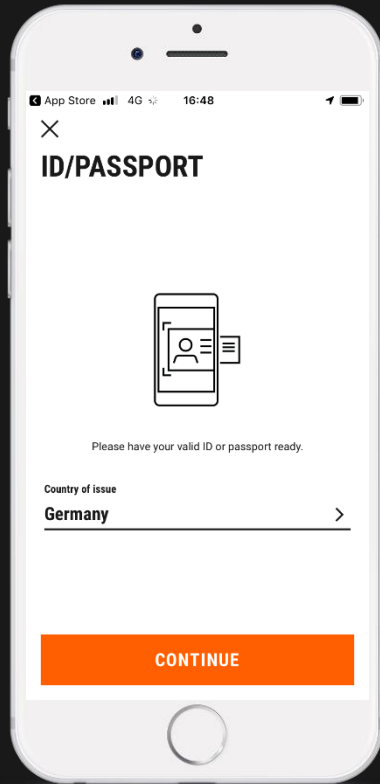 App Store 4G 16:48
ID/PASSPORT
Please have your valid ID or passport ready.
Country of issue
Germany
CONTINUE